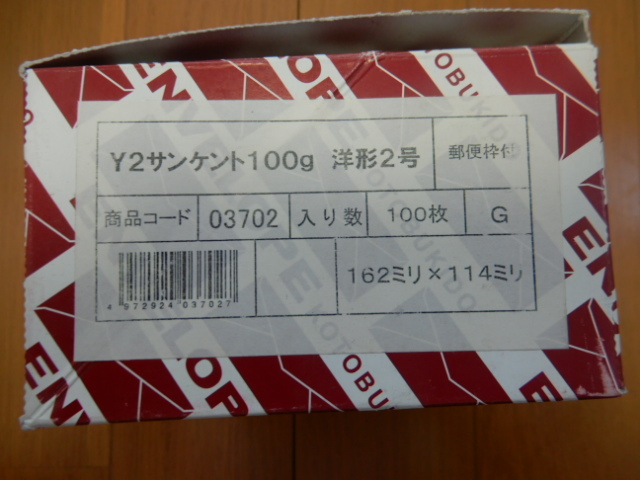 Y2サンケント100g 洋形2号
郵便枠付
商品コード 03702 入り数 100枚 G
4 972924 037027
162ミリ×114ミリ
ENVELOPE
KOTOBUKIDO
ENVELOPE
KOTOBUKIDO